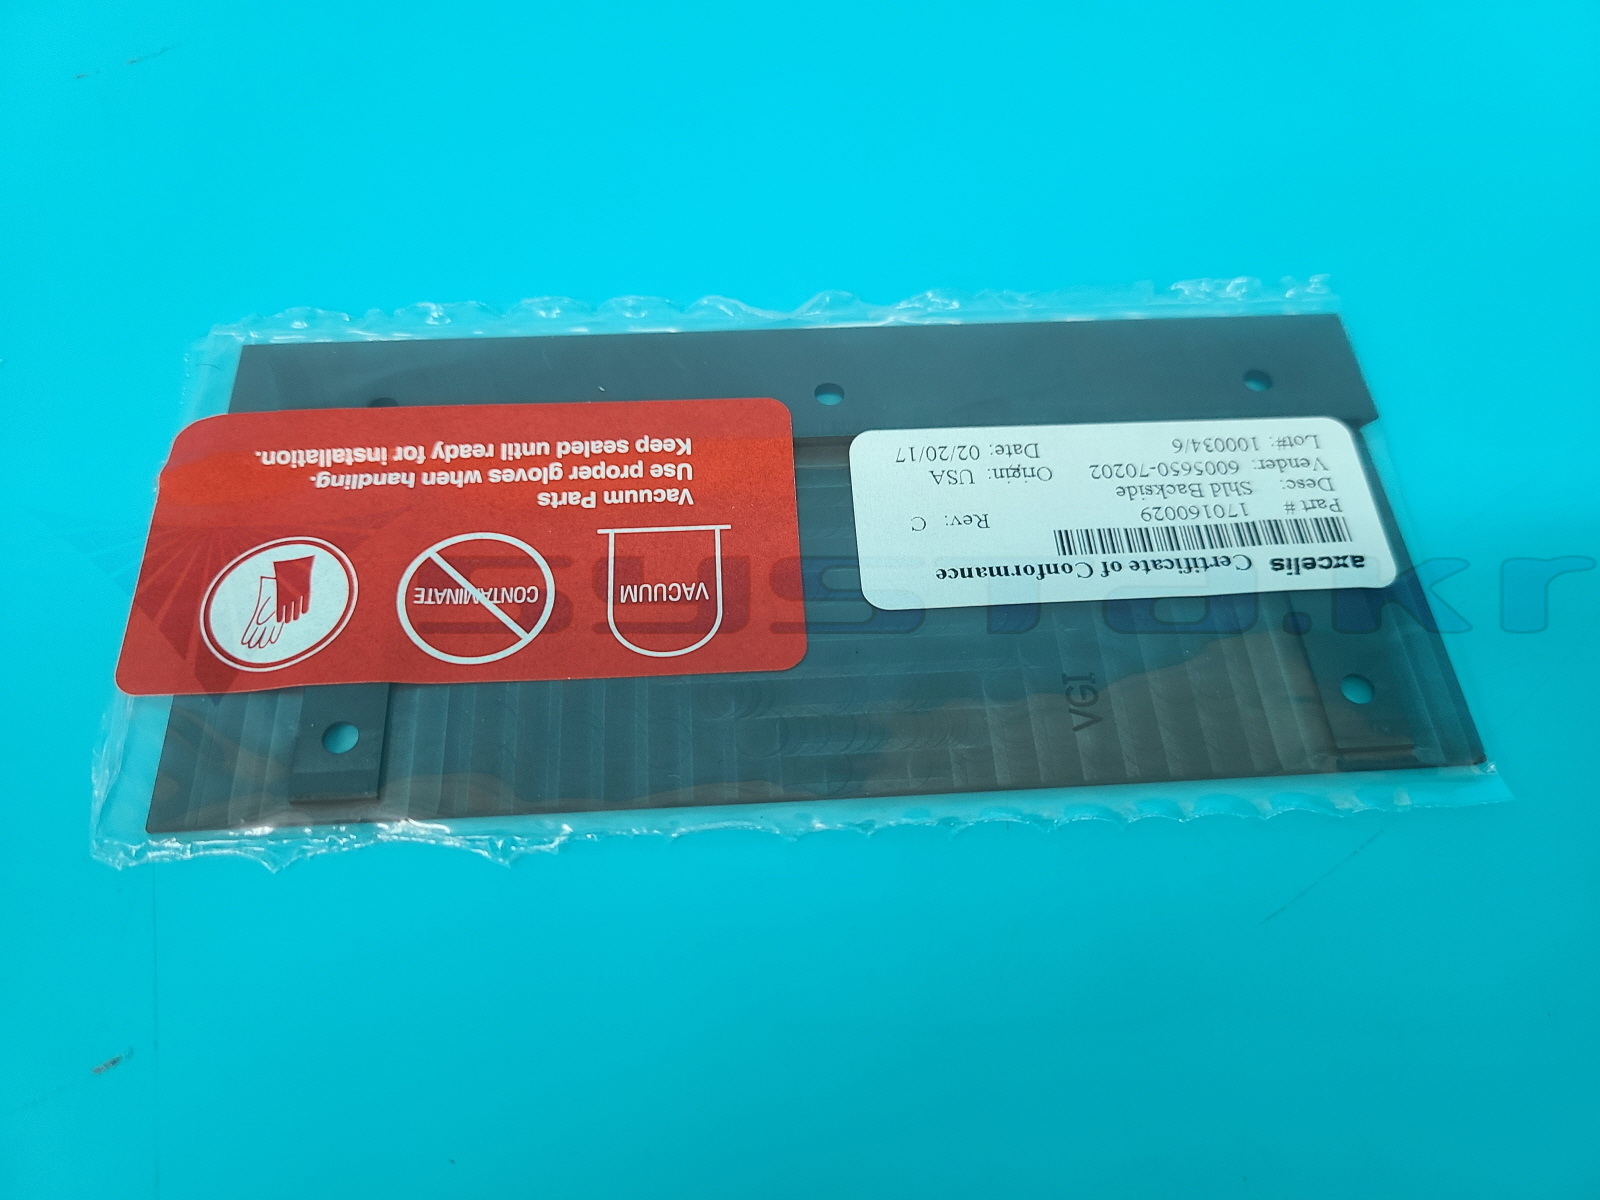 axcelis Certificate of Conformance
Part # 170160029 Rev: C
Desc: Shld Backside
Vender: 6005650-70202 Origin: USA
Lot#: 100034/6 Date: 02/20/17
VACUUM
CONTAMINATE
Vacuum Parts
Use proper gloves when handling.
Keep sealed until ready for installation.
VGI
systa.kr